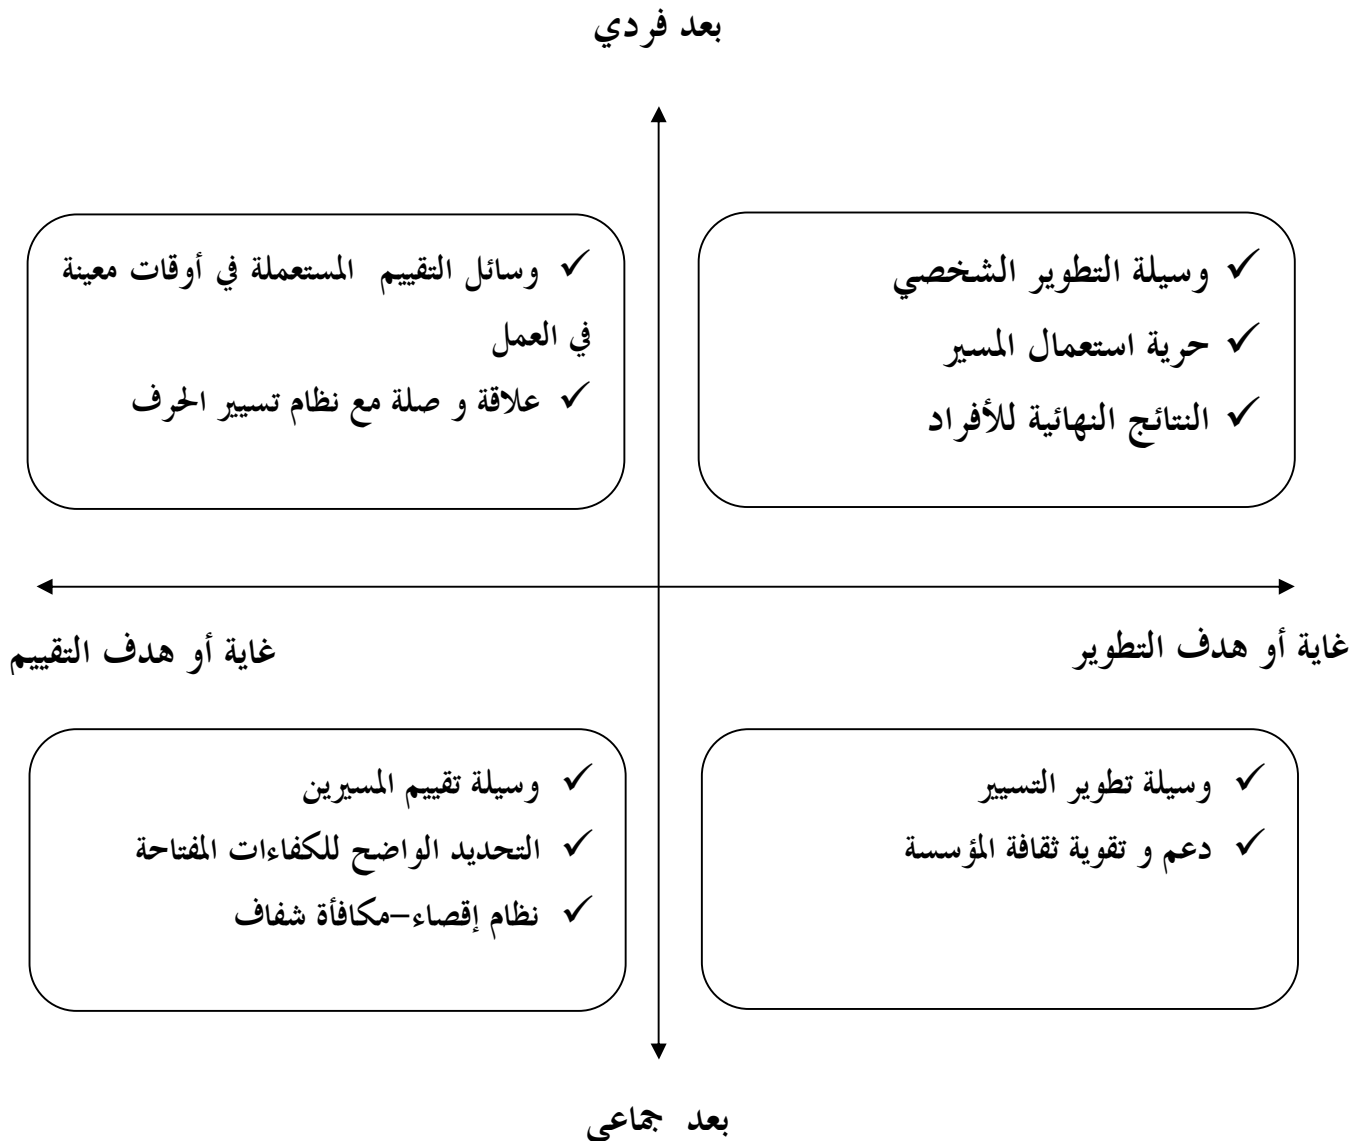 بعد فردي
✓ وسيلة التطوير الشخصي
✓ حرية استعمال المسير
✓ النتائج النهائية للأفراد
✓ وسائل التقييم المستعملة في أوقات معينة
في العمل
✓ علاقة و صلة مع نظام تسيير الحرف
غاية أو هدف التطوير
غاية أو هدف التقييم
✓ وسيلة تطوير التسيير
✓ دعم و تقوية ثقافة المؤسسة
✓ وسيلة تقييم المسيرين
✓ التحديد الواضح للكفاءات المفتاحة
✓ نظام إقصاء–مكافأة شفاف
بعد جماعي